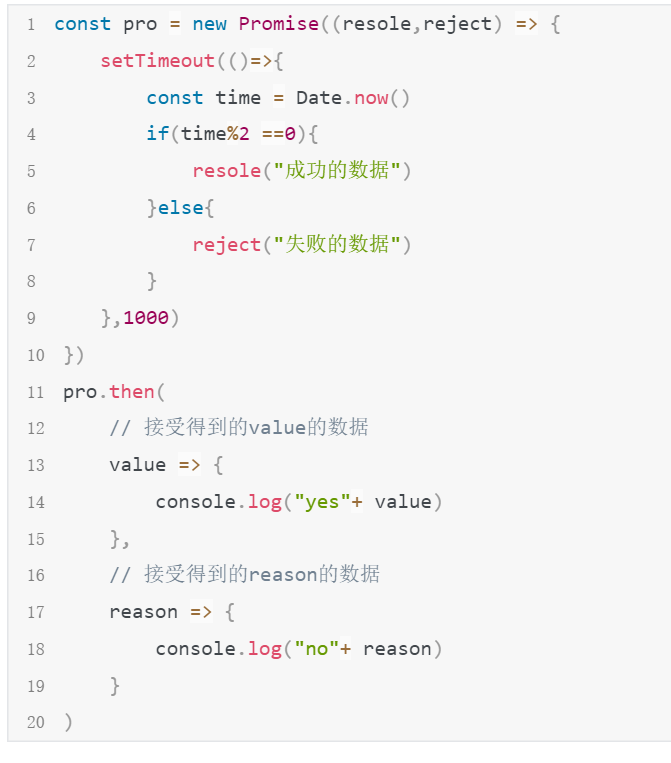 1 const pro = new Promise((resole,reject) => {
2     setTimeout(()=>{
3         const time = Date.now()
4         if(time%2 ==0){
5             resole("成功的数据")
6         }else{
7             reject("失败的数据")
8         }
9     },1000)
10 })
11 pro.then(
12     // 接受得到的value的数据
13     value => {
14         console.log("yes"+ value)
15     },
16     // 接受得到的reason的数据
17     reason => {
18         console.log("no"+ reason)
19     }
20 )